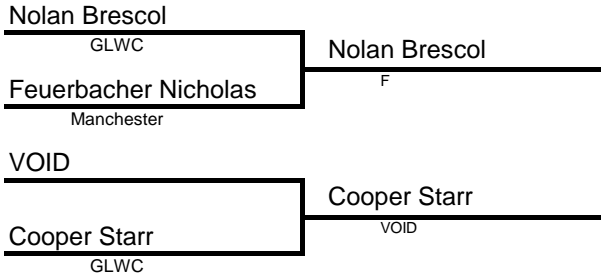 Nolan Brescol
GLWC
Nolan Brescol
F
Feuerbacher Nicholas
Manchester
VOID
Cooper Starr
VOID
Cooper Starr
GLWC